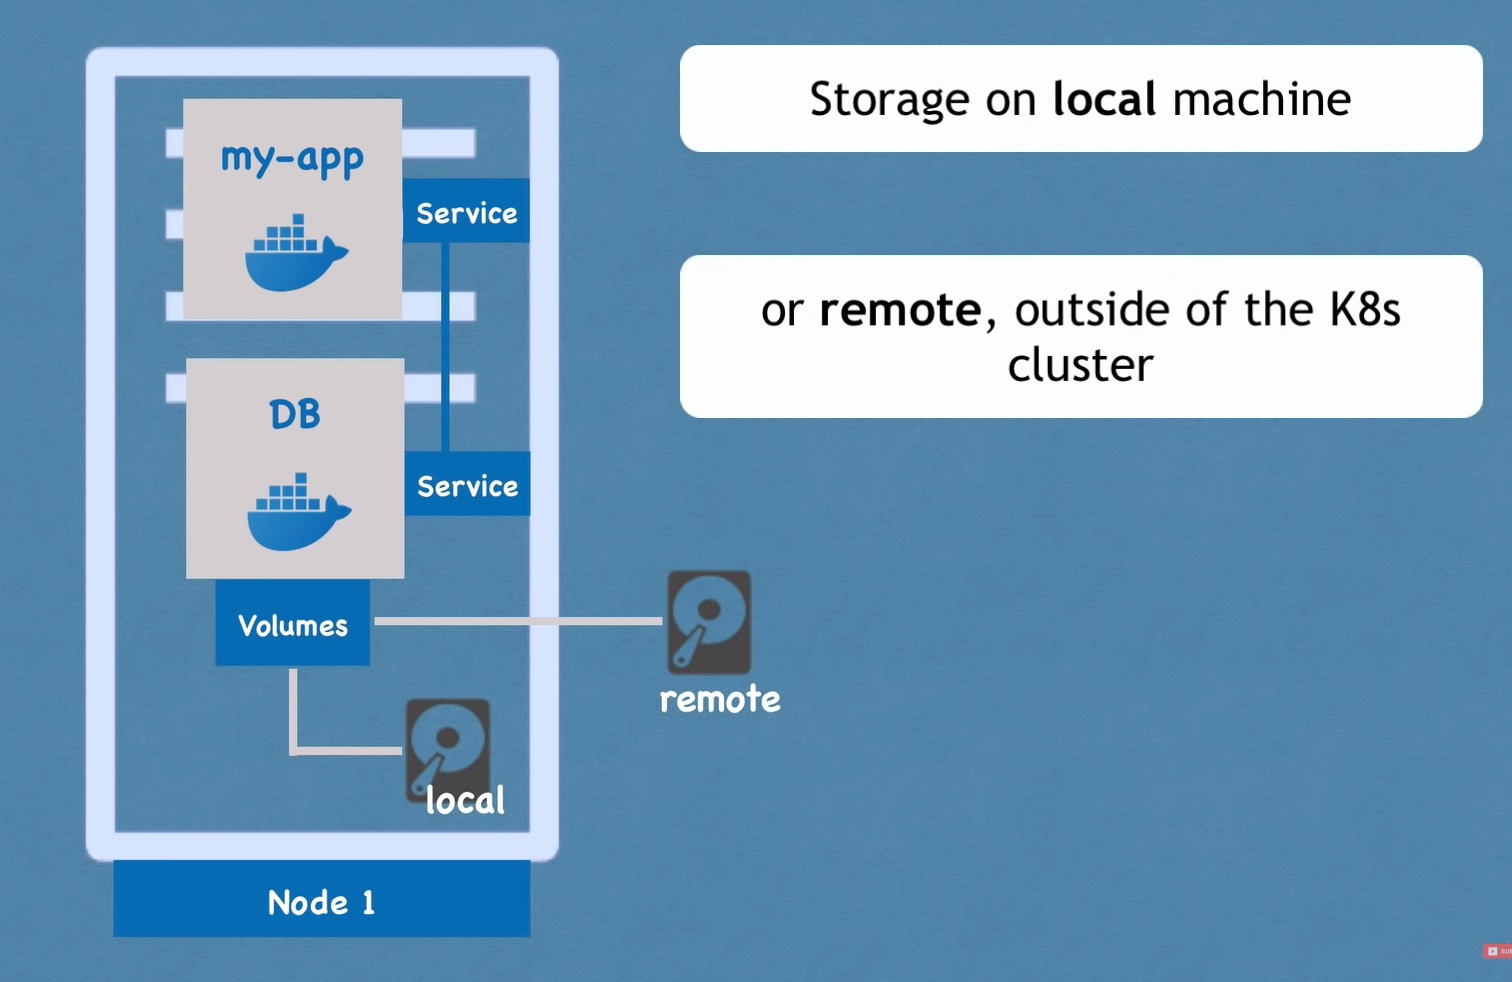 my-app
Service
DB
Service
Volumes
local
remote
Node 1
Storage on local machine
or remote, outside of the K8s
cluster